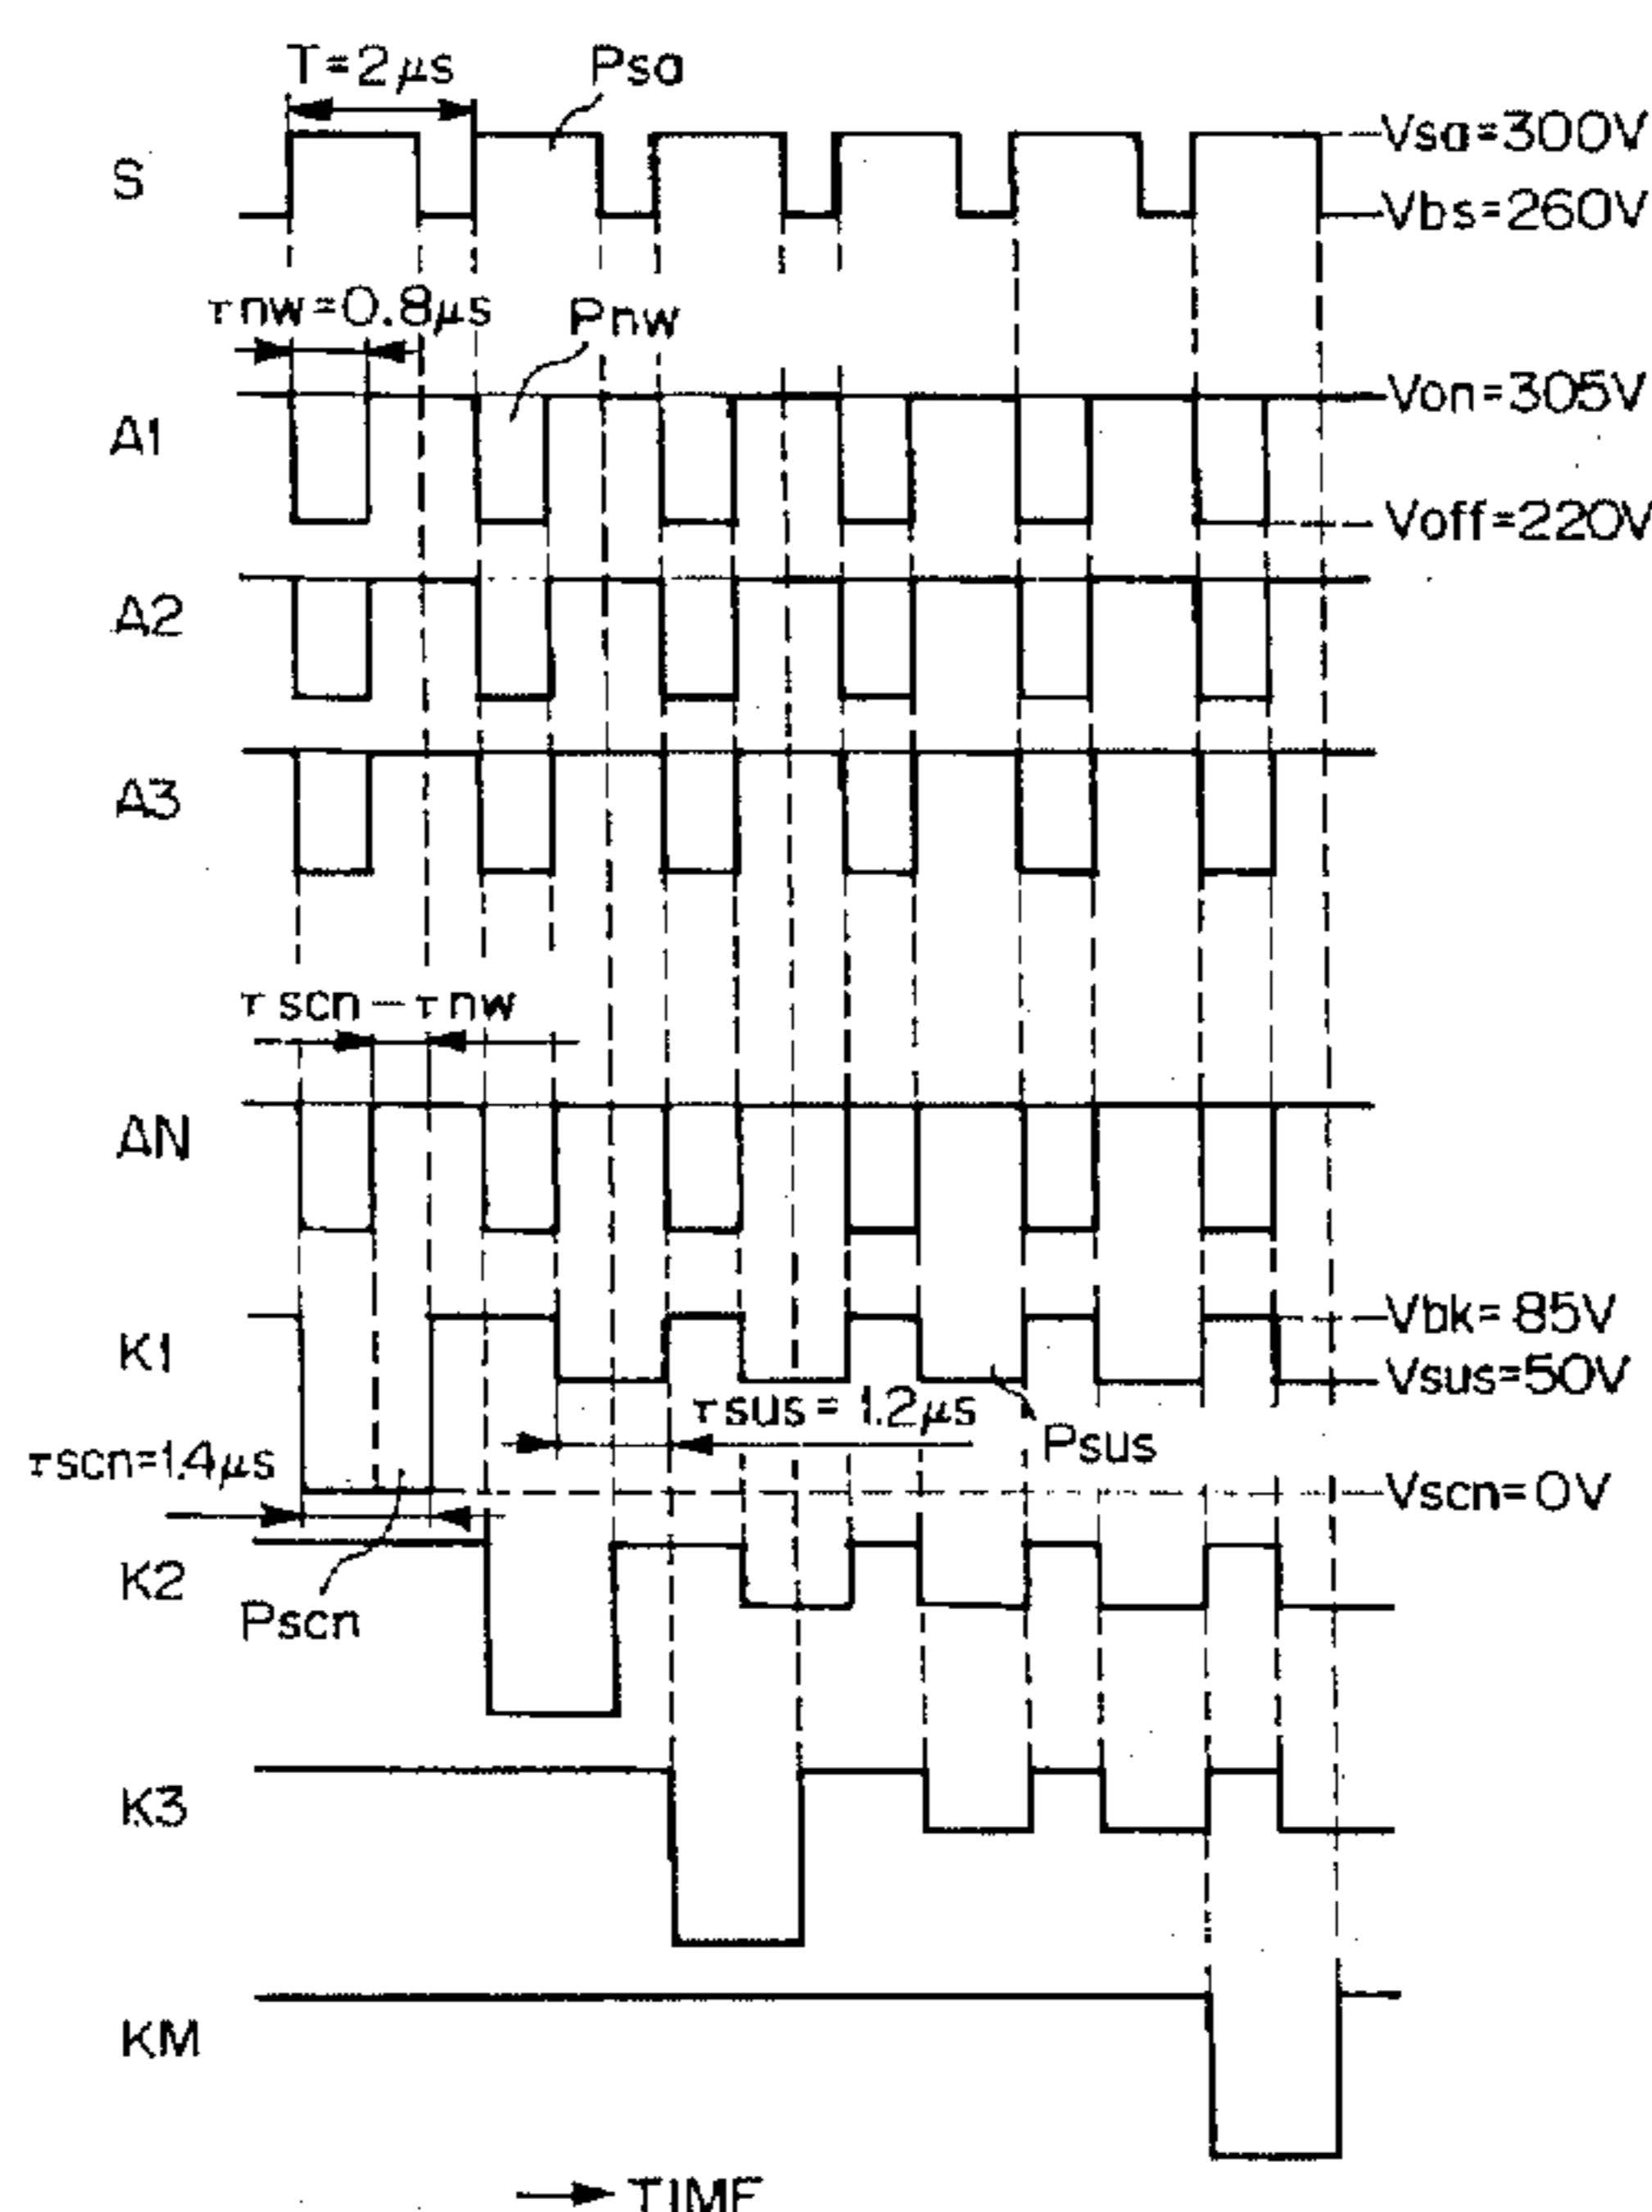 T=2μs
Psa
Vsa=300V
S
Vbs=260V
τnw=0.8μs
Pnw
Von=305V
A1
Voff=220V
A2
A3
τscn-τnw
AN
Vbk=85V
K1
Vsus=50V
τsus=1.2μs
Psus
τscn=1.4μs
Vscn=0V
K2
Pscn
K3
KM
TIME